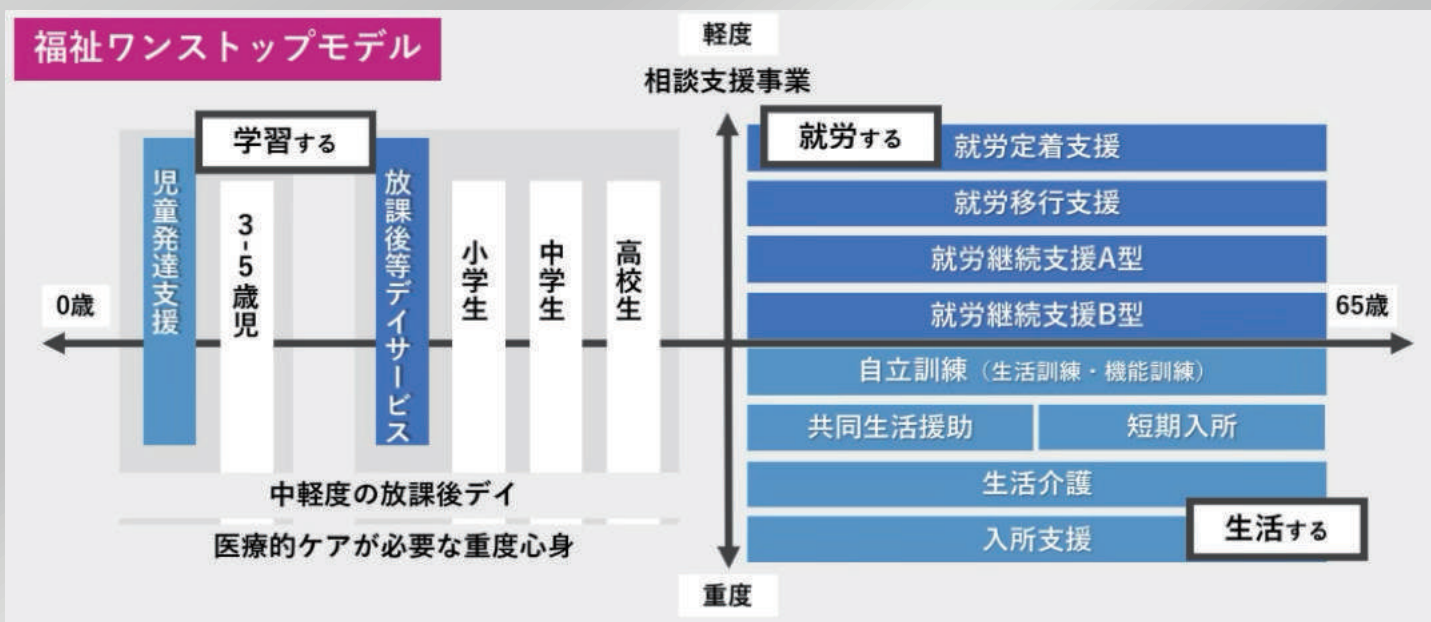 福祉ワンストップモデル
軽度
相談支援事業
学習する
児童発達支援
3-5歳児
放課後等デイサービス
小学生
中学生
高校生
0歳
中軽度の放課後デイ
医療的ケアが必要な重度心身
就労する
就労定着支援
就労移行支援
就労継続支援A型
就労継続支援B型
65歳
自立訓練（生活訓練・機能訓練）
共同生活援助
短期入所
生活介護
入所支援
生活する
重度